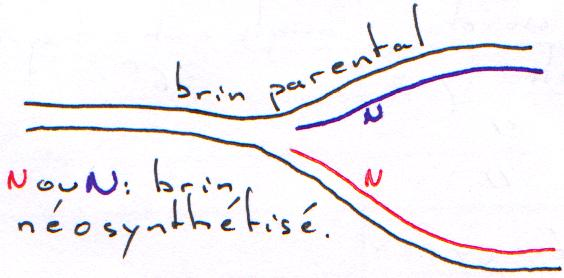 brin parental
N
N
N ou N : brin
néosynthétisé.